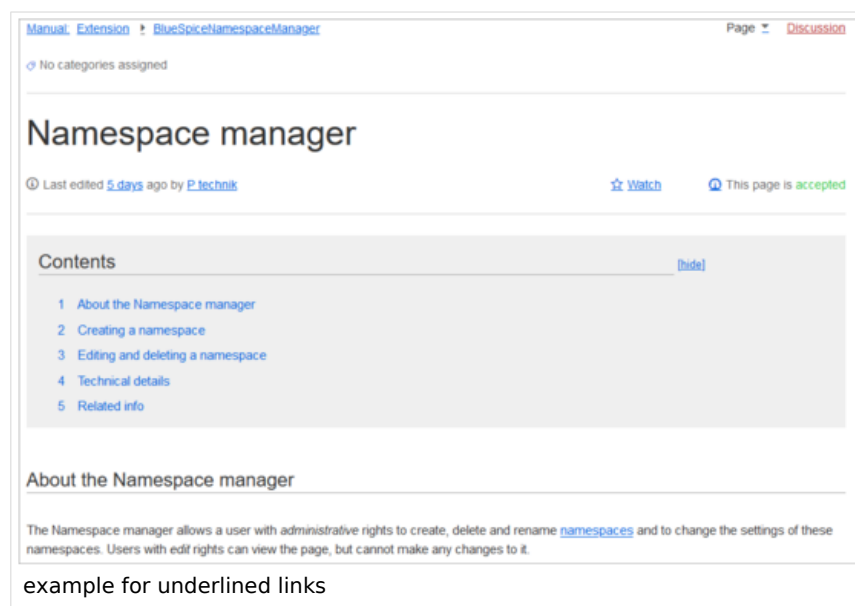 Manual: Extension BlueSpiceNamespaceManager Page Discussion
No categories assigned
Namespace manager
Last edited 5 days ago by P technik Watch This page is accepted
Contents [hide]
1 About the Namespace manager
2 Creating a namespace
3 Editing and deleting a namespace
4 Technical details
5 Related info
About the Namespace manager
The Namespace manager allows a user with administrative rights to create, delete and rename namespaces and to change the settings of these
namespaces. Users with edit rights can view the page, but cannot make any changes to it.
example for underlined links